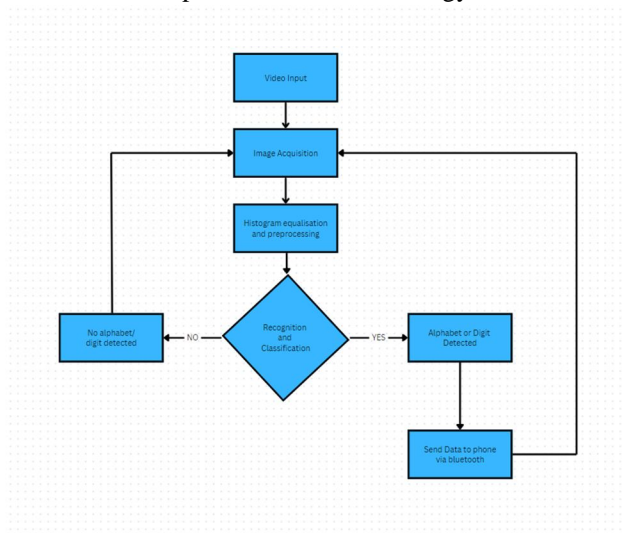 Video Input
Image Acquisition
Histogram equalisation
and preprocessing
Recognition
and
Classification
No alphabet/
digit detected
NO
YES
Alphabet or Digit
Detected
Send Data to phone
via bluetooth